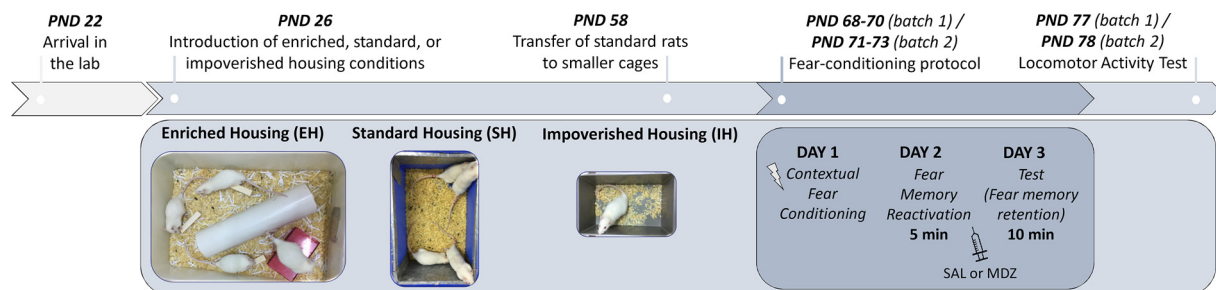 PND 22
Arrival in
the lab
PND 26
Introduction of enriched, standard, or
impoverished housing conditions
PND 58
Transfer of standard rats
to smaller cages
PND 68-70 (batch 1) /
PND 71-73 (batch 2)
Fear-conditioning protocol
PND 77 (batch 1) /
PND 78 (batch 2)
Locomotor Activity Test
Enriched Housing (EH)
Standard Housing (SH)
Impoverished Housing (IH)
DAY 1
Contextual
Fear
Conditioning
DAY 2
Fear
Memory
Reactivation
5 min
DAY 3
Test
(Fear memory
retention)
10 min
SAL or MDZ